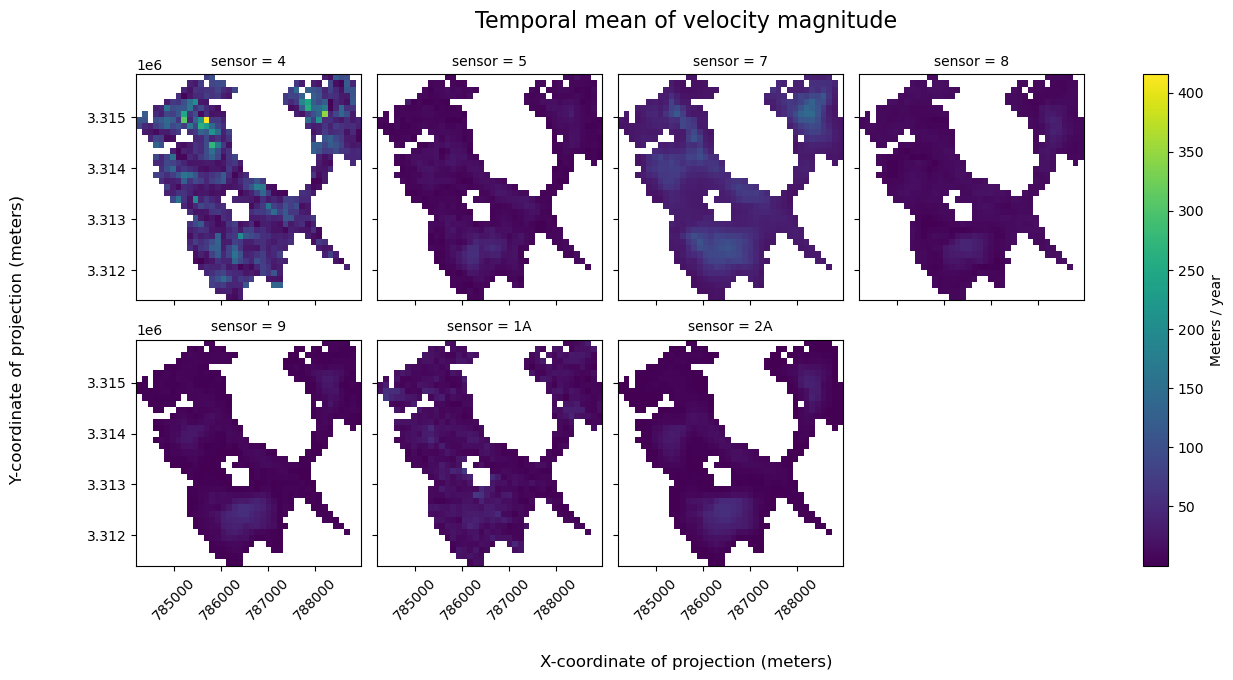 Temporal mean of velocity magnitude
sensor = 4
sensor = 5
sensor = 7
sensor = 8
1e6
3.315
3.314
3.313
3.312
sensor = 9
sensor = 1A
sensor = 2A
1e6
3.315
3.314
3.313
3.312
785000
786000
787000
788000
785000
786000
787000
788000
785000
786000
787000
788000
Y-coordinate of projection (meters)
X-coordinate of projection (meters)
400
350
300
250
200
150
100
50
Meters / year